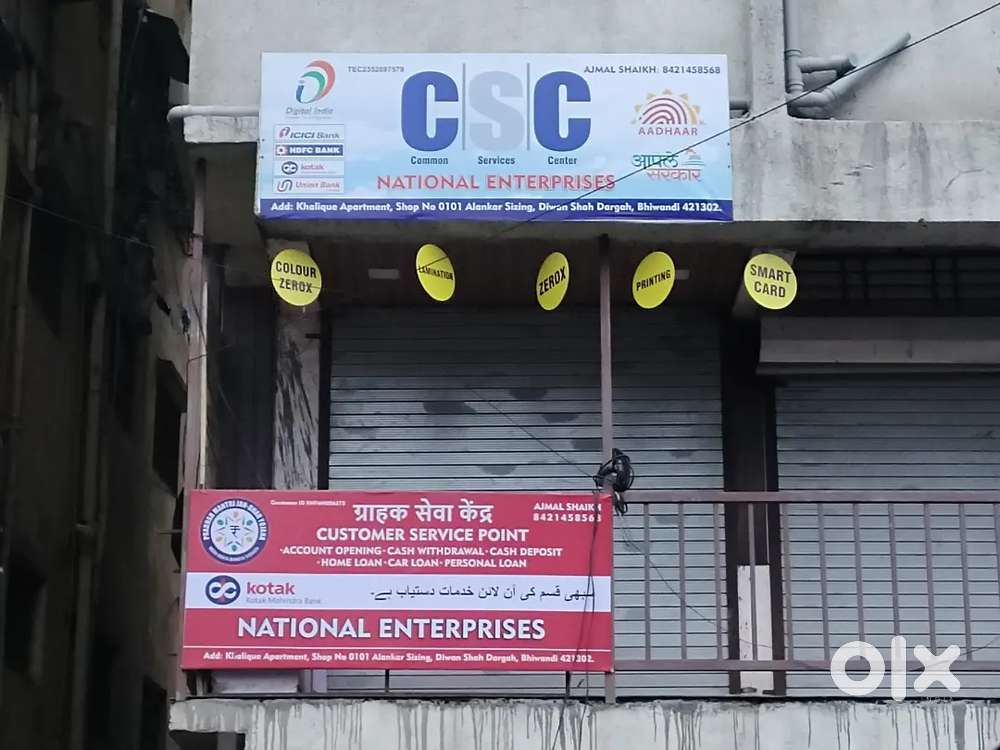 TEC2352697579
AJMAL SHAIKH: 8421458568
Digital India
CSC
Common Services Center
AADHAAR
ICICI Bank
HDFC BANK
kotak
Union Bank
आपले
सरकार
NATIONAL ENTERPRISES
Add: Khalique Apartment, Shop No 0101 Alankar Sizing, Diwan Shah Dargah, Bhiwandi 421302.
COLOUR
ZEROX
LAMINATION
ZEROX
PRINTING
SMART
CARD
ग्राहक सेवा केंद्र
AJMAL SHAIKH
8421458568
CUSTOMER SERVICE POINT
•ACCOUNT OPENING•CASH WITHDRAWAL•CASH DEPOSIT
•HOME LOAN•CAR LOAN•PERSONAL LOAN
kotak
Kotak Mahindra Bank
سبھی قسم کی آن لائن خدمات دستیاب ہے۔
NATIONAL ENTERPRISES
Add: Khalique Apartment, Shop No 0101 Alankar Sizing, Diwan Shah Dargah, Bhiwandi 421302.
olx